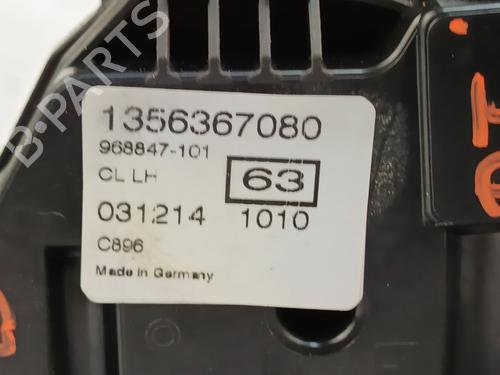 B-PARTS
1356367080
968847-101
CL LH
63
031214 1010
C896
Made in Germany